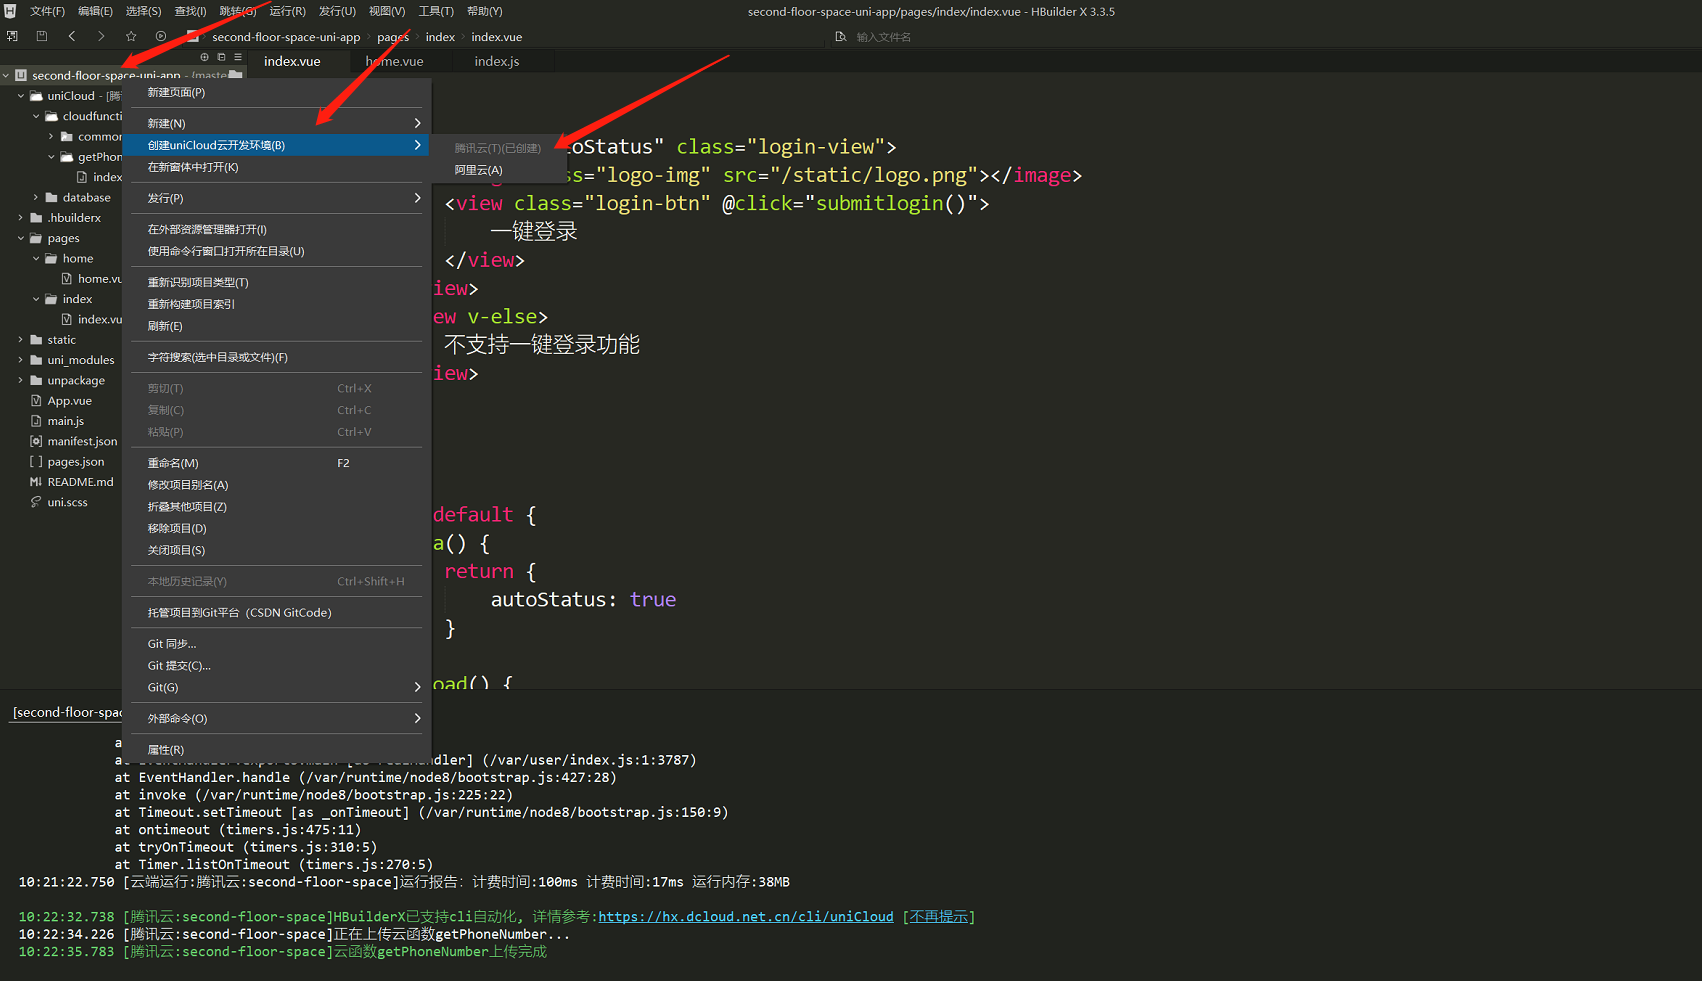 文件(F) 编辑(E) 选择(S) 查找(I) 跳转(G) 运行(R) 发行(U) 视图(V) 工具(T) 帮助(Y)
second-floor-space-uni-app/pages/index/index.vue - HBuilder X 3.3.5
second-floor-space-uni-app pages index index.vue
输入文件名
index.vue home.vue index.js
second-floor-space-uni-app - (maste
uniCloud - [腾
cloudfuncti
common
getPhon
index
database
.hbuilderx
pages
home
home.vu
index
index.vu
static
uni_modules
unpackage
App.vue
main.js
manifest.json
pages.json
README.md
uni.scss
新建页面(P)
新建(N)
创建uniCloud云开发环境(B)
在新窗体中打开(K)
发行(P)
在外部资源管理器打开(I)
使用命令行窗口打开所在目录(U)
重新识别项目类型(T)
重新构建项目索引
刷新(E)
字符搜索(选中目录或文件)(F)
剪切(T) Ctrl+X
复制(C) Ctrl+C
粘贴(P) Ctrl+V
重命名(M) F2
修改项目别名(A)
折叠其他项目(Z)
移除项目(D)
关闭项目(S)
本地历史记录(Y) Ctrl+Shift+H
托管项目到Git平台（CSDN GitCode）
Git 同步...
Git 提交(C)...
Git(G)
外部命令(O)
属性(R)
腾讯云(T)(已创建)
阿里云(A)
oStatus" class="login-view">
ss="logo-img" src="/static/logo.png"></image>
<view class="login-btn" @click="submitlogin()">
一键登录
</view>
iew>
ew v-else>
不支持一键登录功能
iew>
default {
a() {
return {
autoStatus: true
}
oad() {
[second-floor-spac
a
at EventHandler.exports.main [as realHandler] (/var/user/index.js:1:3787)
at EventHandler.handle (/var/runtime/node8/bootstrap.js:427:28)
at invoke (/var/runtime/node8/bootstrap.js:225:22)
at Timeout.setTimeout [as _onTimeout] (/var/runtime/node8/bootstrap.js:150:9)
at ontimeout (timers.js:475:11)
at tryOnTimeout (timers.js:310:5)
at Timer.listOnTimeout (timers.js:270:5)
10:21:22.750 [云端运行:腾讯云:second-floor-space]运行报告: 计费时间:100ms 计费时间:17ms 运行内存:38MB
10:22:32.738 [腾讯云:second-floor-space]HBuilderX已支持cli自动化, 详情参考:https://hx.dcloud.net.cn/cli/uniCloud [不再提示]
10:22:34.226 [腾讯云:second-floor-space]正在上传云函数getPhoneNumber...
10:22:35.783 [腾讯云:second-floor-space]云函数getPhoneNumber上传完成